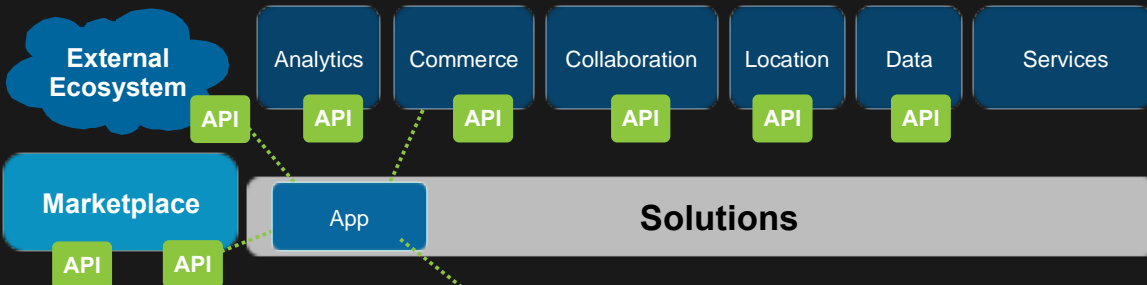 External
Ecosystem
Analytics
Commerce
Collaboration
Location
Data
Services
API
API
API
API
API
API
Marketplace
App
Solutions
API
API